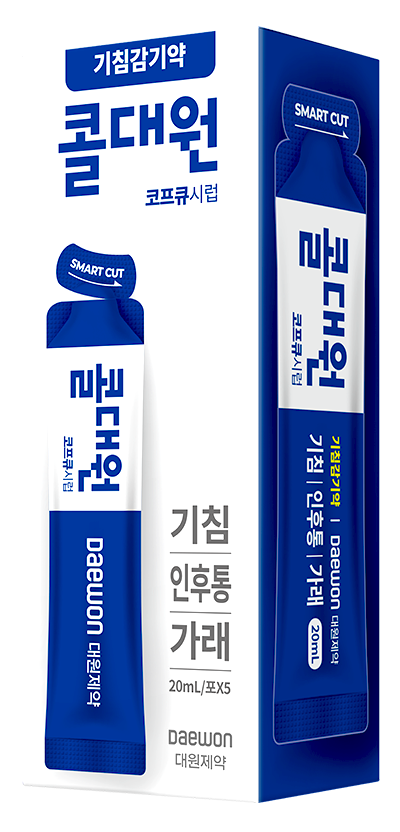 기침감기약
콜대원
코프큐시럽
SMART CUT
콜대원
코프큐시럽
Daewon 대원제약
기침
인후통
가래
20mL/포X5
Daewon
대원제약
SMART CUT
콜대원
코프큐시럽
기침감기약 | Daewon 대원제약
기침 | 인후통 | 가래 20mL